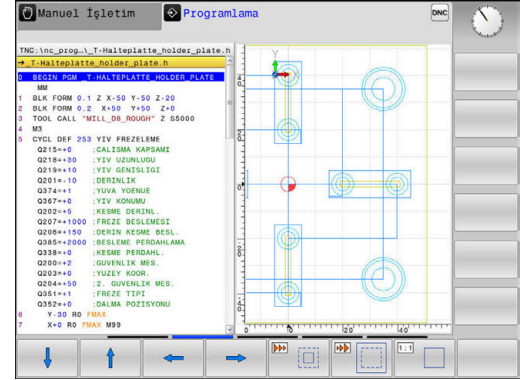 Manuel İşletim
Programlama
DNC
TNC:\nc_prog…\_T-Halteplatte_holder_plate.h
→_T-Halteplatte_holder_plate.h
0 BEGIN PGM _T-HALTEPLATTE_HOLDER_PLATE
MM
1 BLK FORM 0.1 Z X-50 Y-50 Z-20
2 BLK FORM 0.2 X+50 Y+50 Z+0
3 TOOL CALL "MILL_D8_ROUGH" Z S5000
4 M3
5 CYCL DEF 253 YIV FREZELEME
Q215=+0 ;CALISMA KAPSAMI
Q218=+30 ;YIV UZUNLUGU
Q219=+10 ;YIV GENISLIGI
Q201=-10 ;DERINLIK
Q374=+1 ;YUVA YOENUE
Q367=+0 ;YIV KONUMU
Q202=+5 ;KESME DERINL.
Q207=+1000 ;FREZE BESLEMESI
Q206=+150 ;DERIN KESME BESL.
Q385=+2000 ;BESLEME PERDAHLAMA
Q338=+0 ;KESME PERDAHL.
Q200=+2 ;GUVENLIK MES.
Q203=+0 ;YUZEY KOOR.
Q204=+50 ;2. GUVENLIK MES.
Q351=+1 ;FREZE TIPI
Q352=+0 ;DALMA POZISYONU
6 Y-30 R0 FMAX
7 X+0 R0 FMAX M99
Y
X
0 10 20 40
1:1